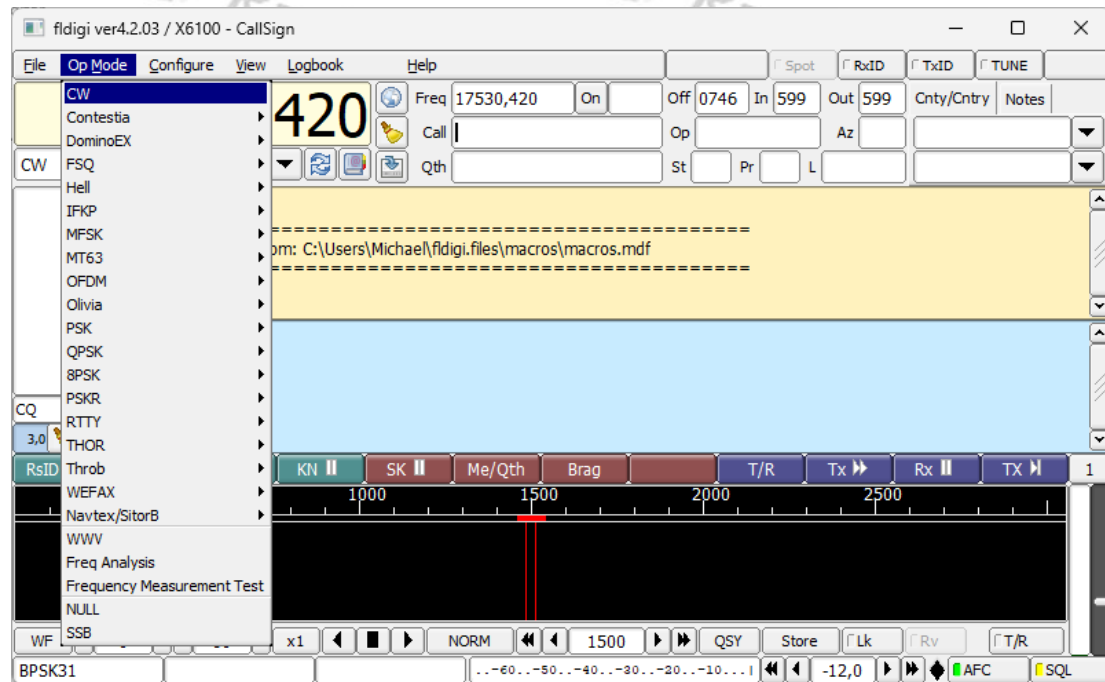 fldigi ver4.2.03 / X6100 - CallSign
File Op Mode Configure View Logbook Help Spot RxID TxID TUNE
420 Freq 17530,420 On Off 0746 In 599 Out 599 Cnty/Cntry Notes
Call Op Az
CW Qth St Pr L
CW
Contestia
DominoEX
FSQ
Hell
IFKP
MFSK
MT63
OFDM
Olivia
PSK
QPSK
8PSK
PSKR
RTTY
THOR
Throb
WEFAX
Navtex/SitorB
WWV
Freq Analysis
Frequency Measurement Test
NULL
SSB
==========================================
om: C:\Users\Michael\fldigi.files\macros\macros.mdf
==========================================
CQ
3,0
RsID KN SK Me/Qth Brag T/R Tx Rx TX 1
1000 1500 2000 2500
WF x1 NORM 1500 QSY Store Lk Rv T/R
BPSK31 ..-60..-50..-40..-30..-20..-10...| -12,0 AFC SQL